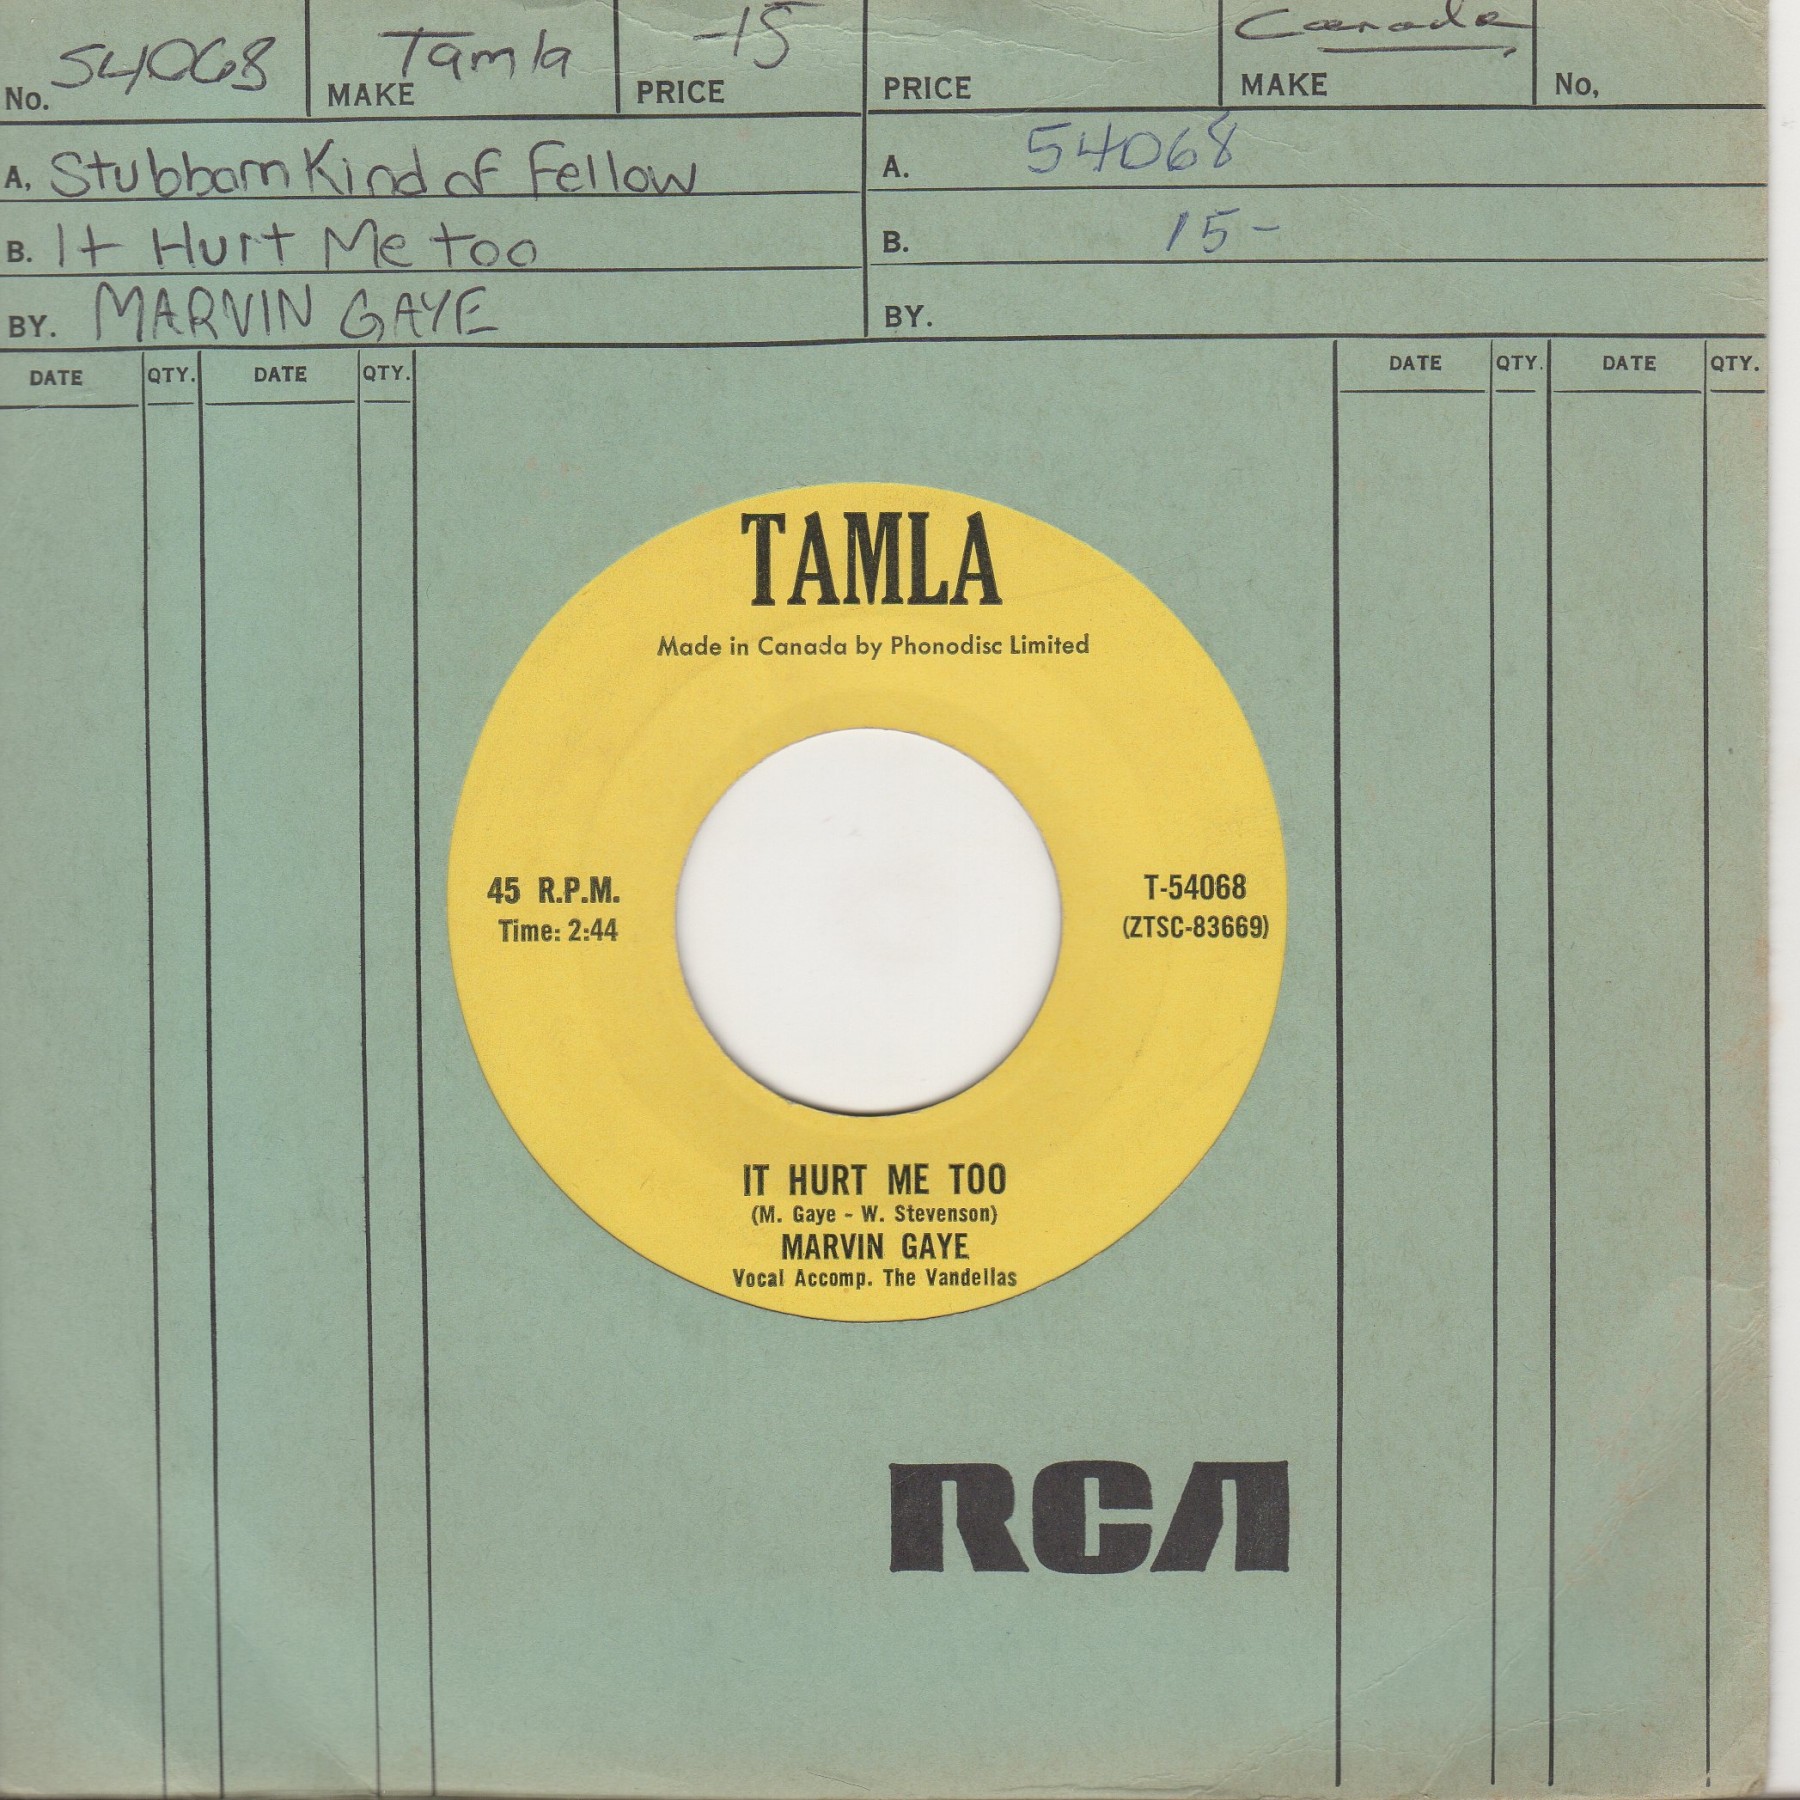 No. 54068 MAKE Tamla PRICE -15 PRICE MAKE Canada No,
A, Stubborn Kind of Fellow A. 54068
B. It Hurt Me too B. 15-
BY. MARVIN GAYE BY.
DATE QTY. DATE QTY. DATE QTY. DATE QTY.
TAMLA
Made in Canada by Phonodisc Limited
45 R.P.M. T-54068
Time: 2:44 (ZTSC-83669)
IT HURT ME TOO
(M. Gaye - W. Stevenson)
MARVIN GAYE
Vocal Accomp. The Vandellas
RCA